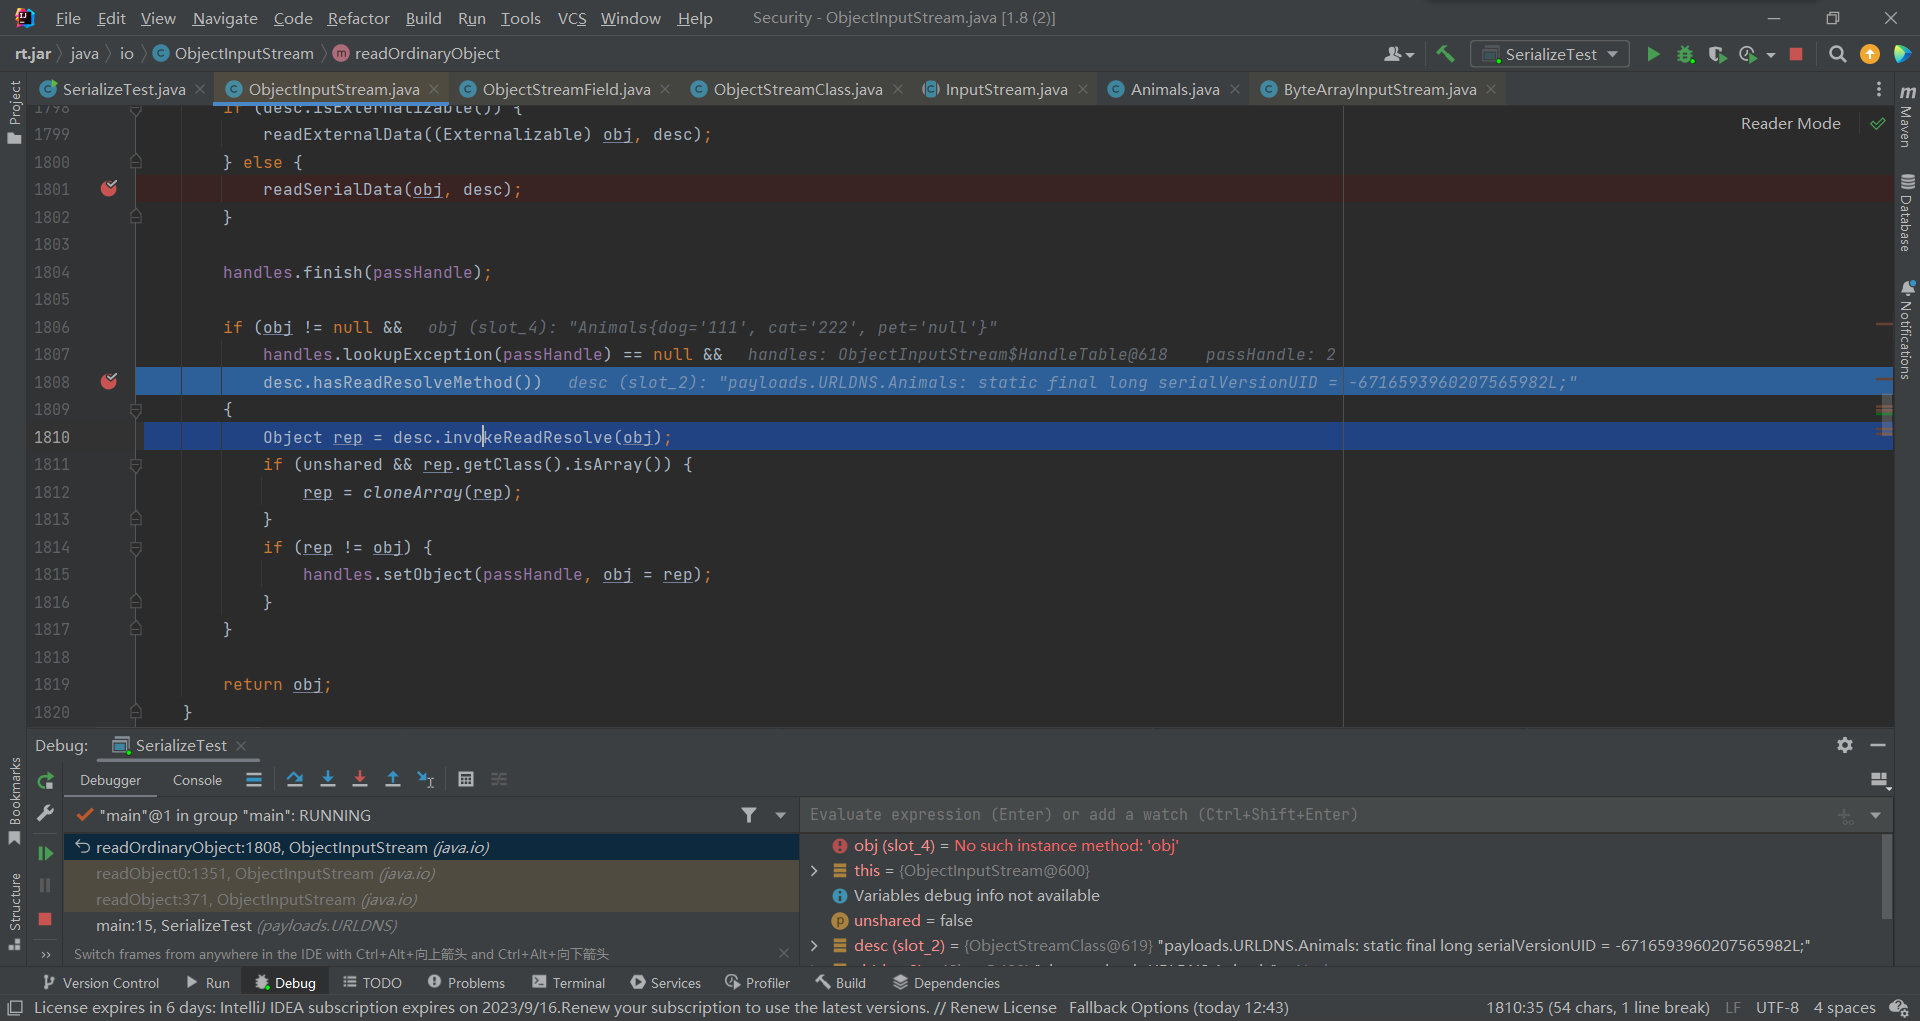 File Edit View Navigate Code Refactor Build Run Tools VCS Window Help Security - ObjectInputStream.java [1.8 (2)]
rt.jar java io ObjectInputStream readOrdinaryObject SerializeTest
SerializeTest.java ObjectInputStream.java ObjectStreamField.java ObjectStreamClass.java InputStream.java Animals.java ByteArrayInputStream.java
Project
Maven
Database
Notifications
Reader Mode
1798 if (desc.isExternalizable()) {
1799 readExternalData((Externalizable) obj, desc);
1800 } else {
1801 readSerialData(obj, desc);
1802 }
1803
1804 handles.finish(passHandle);
1805
1806 if (obj != null && obj (slot_4): "Animals{dog='111', cat='222', pet='null'}"
1807 handles.lookupException(passHandle) == null && handles: ObjectInputStream$HandleTable@618 passHandle: 2
1808 desc.hasReadResolveMethod()) desc (slot_2): "payloads.URLDNS.Animals: static final long serialVersionUID = -6716593960207565982L;"
1809 {
1810 Object rep = desc.invokeReadResolve(obj);
1811 if (unshared && rep.getClass().isArray()) {
1812 rep = cloneArray(rep);
1813 }
1814 if (rep != obj) {
1815 handles.setObject(passHandle, obj = rep);
1816 }
1817 }
1818
1819 return obj;
1820 }
Debug: SerializeTest
Bookmarks
Structure
Debugger Console
"main"@1 in group "main": RUNNING
readOrdinaryObject:1808, ObjectInputStream (java.io)
readObject0:1351, ObjectInputStream (java.io)
readObject:371, ObjectInputStream (java.io)
main:15, SerializeTest (payloads.URLDNS)
Switch frames from anywhere in the IDE with Ctrl+Alt+向上箭头 and Ctrl+Alt+向下箭头
Evaluate expression (Enter) or add a watch (Ctrl+Shift+Enter)
obj (slot_4) = No such instance method: 'obj'
this = {ObjectInputStream@600}
Variables debug info not available
unshared = false
desc (slot_2) = {ObjectStreamClass@619} "payloads.URLDNS.Animals: static final long serialVersionUID = -6716593960207565982L;"
Version Control Run Debug TODO Problems Terminal Services Profiler Build Dependencies
License expires in 6 days: IntelliJ IDEA subscription expires on 2023/9/16.Renew your subscription to use the latest versions. // Renew License Fallback Options (today 12:43) 1810:35 (54 chars, 1 line break) LF UTF-8 4 spaces